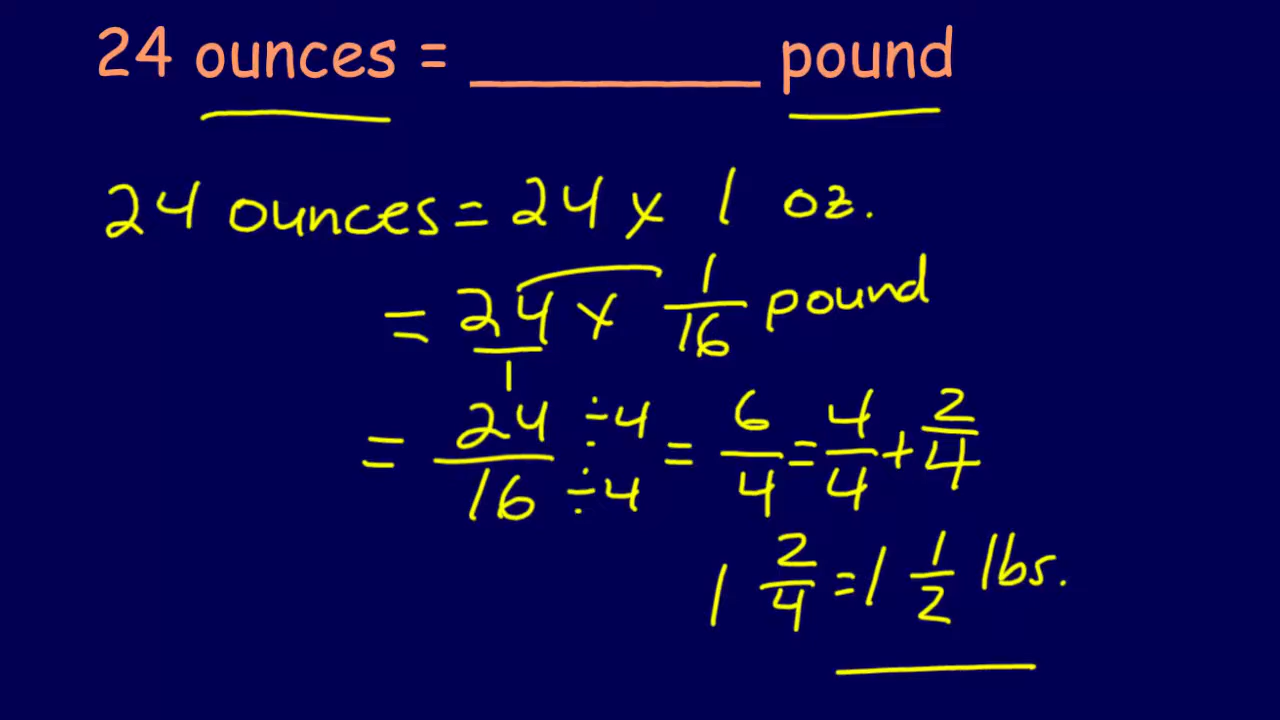 24 ounces = ________ pound
24 ounces = 24 x 1 oz.
= 24/1 x 1/16 pound
= 24/16 ÷4/÷4 = 6/4 = 4/4 + 2/4
1 2/4 = 1 1/2 lbs.